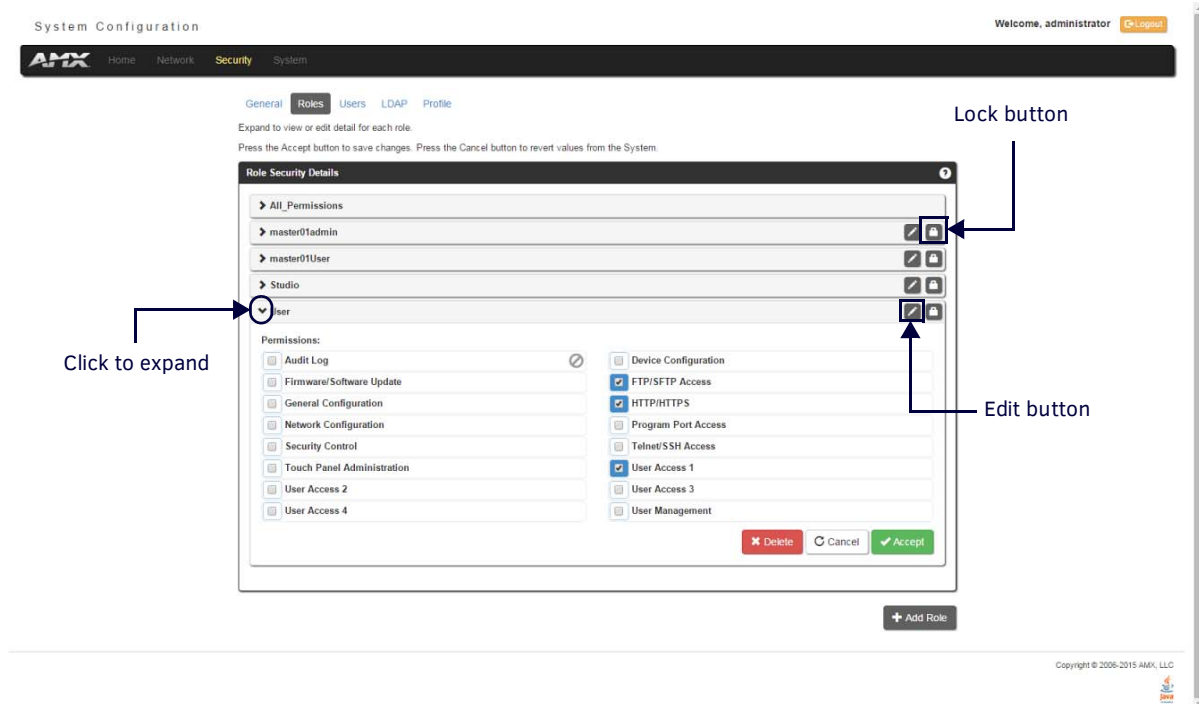 System Configuration
Welcome, administrator Logout
AMX Home Network Security System
General Roles Users LDAP Profile
Lock button
Expand to view or edit detail for each role.
Press the Accept button to save changes. Press the Cancel button to revert values from the System.
Role Security Details ?
All_Permissions
master01admin
master01User
Studio
User
Permissions:
Click to expand
Audit Log Device Configuration
Firmware/Software Update FTP/SFTP Access
General Configuration HTTP/HTTPS
Edit button
Network Configuration Program Port Access
Security Control Telnet/SSH Access
Touch Panel Administration User Access 1
User Access 2 User Access 3
User Access 4 User Management
Delete Cancel Accept
Add Role
Copyright © 2006-2015 AMX, LLC
Java